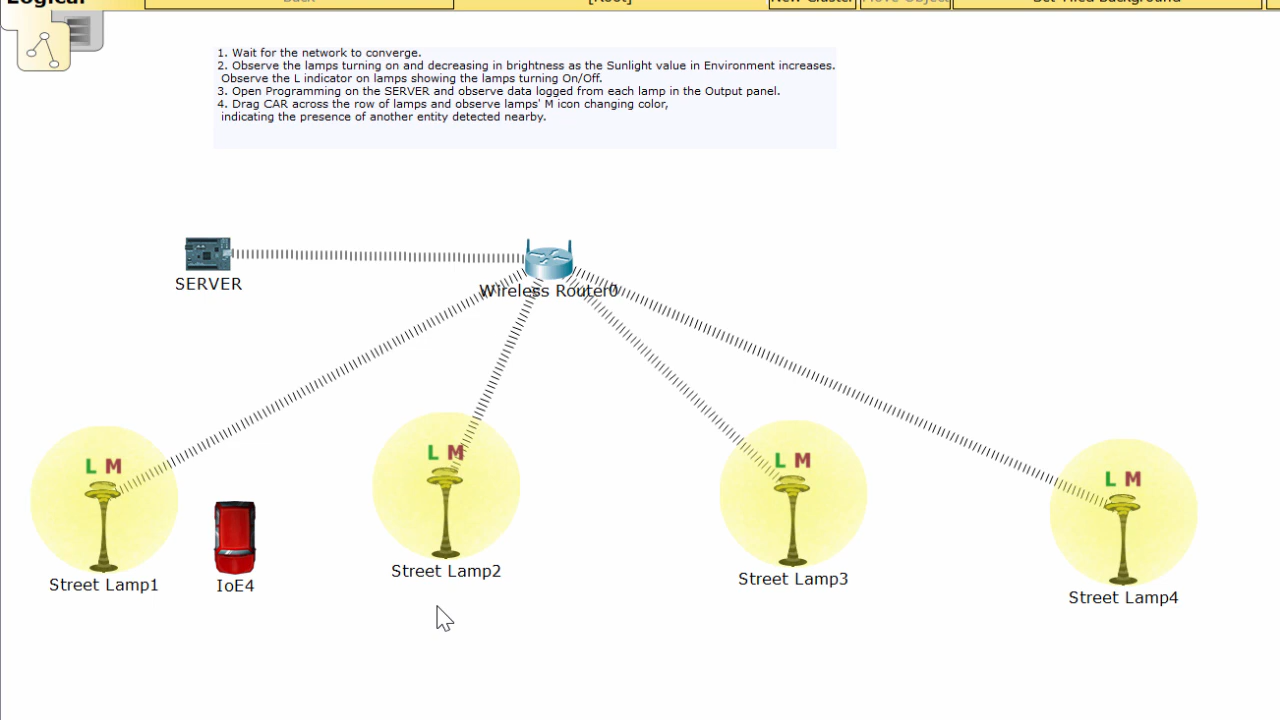 Logical
Back
[Root]
New Cluster
Move Object
Set Tiled Background
1. Wait for the network to converge.
2. Observe the lamps turning on and decreasing in brightness as the Sunlight value in Environment increases.
Observe the L indicator on lamps showing the lamps turning On/Off.
3. Open Programming on the SERVER and observe data logged from each lamp in the Output panel.
4. Drag CAR across the row of lamps and observe lamps' M icon changing color,
indicating the presence of another entity detected nearby.
SERVER
Wireless Router0
L M
L M
L M
L M
Street Lamp1
IoE4
Street Lamp2
Street Lamp3
Street Lamp4